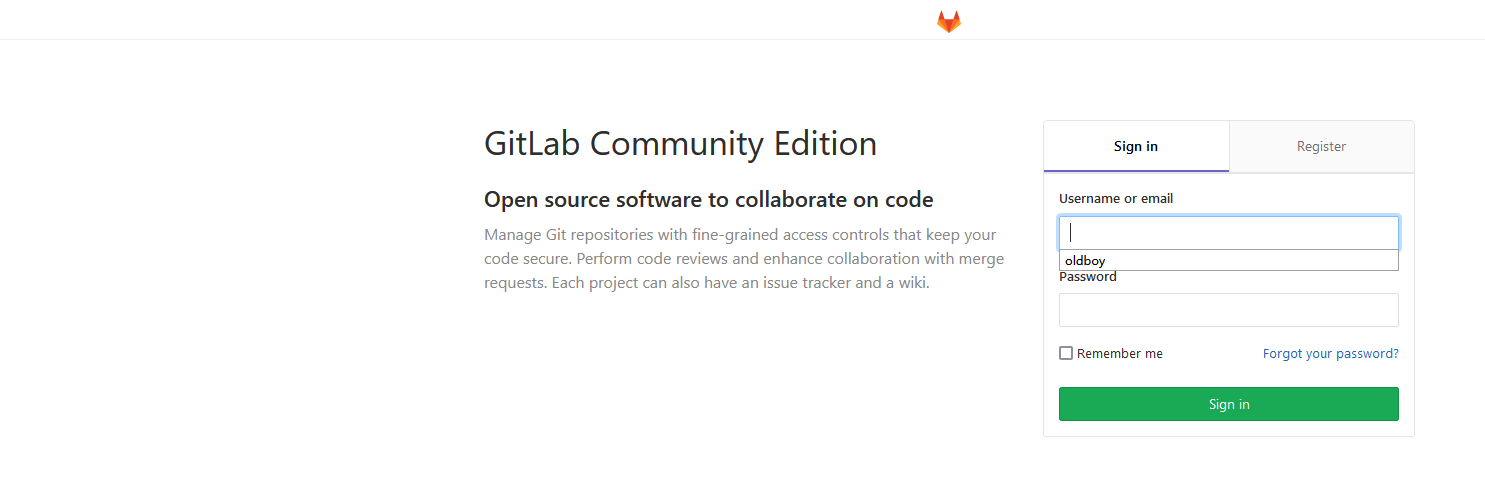 GitLab Community Edition
Open source software to collaborate on code
Manage Git repositories with fine-grained access controls that keep your
code secure. Perform code reviews and enhance collaboration with merge
requests. Each project can also have an issue tracker and a wiki.
Sign in
Register
Username or email
oldboy
Password
Remember me
Forgot your password?
Sign in